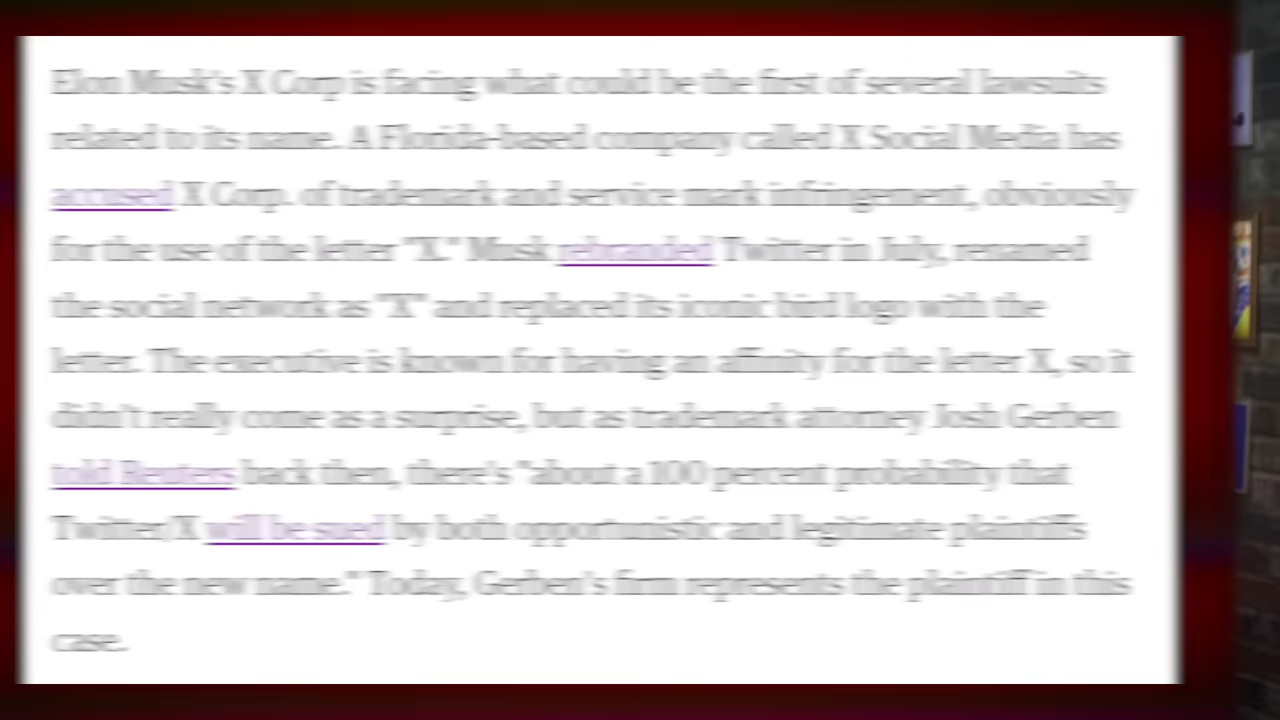 Elon Musk's X Corp is facing what could be the first of several lawsuits
related to its name. A Florida-based company called X Social Media has
accused X Corp. of trademark and service mark infringement, obviously
for the use of the letter "X." Musk rebranded Twitter in July, renamed
the social network as "X" and replaced its iconic bird logo with the
letter. The executive is known for having an affinity for the letter X, so it
didn't really come as a surprise, but as trademark attorney Josh Gerben
told Reuters back then, there's "about a 100 percent probability that
Twitter/X will be sued by both opportunistic and legitimate plaintiffs
over the new name." Today, Gerben's firm represents the plaintiff in this
case.